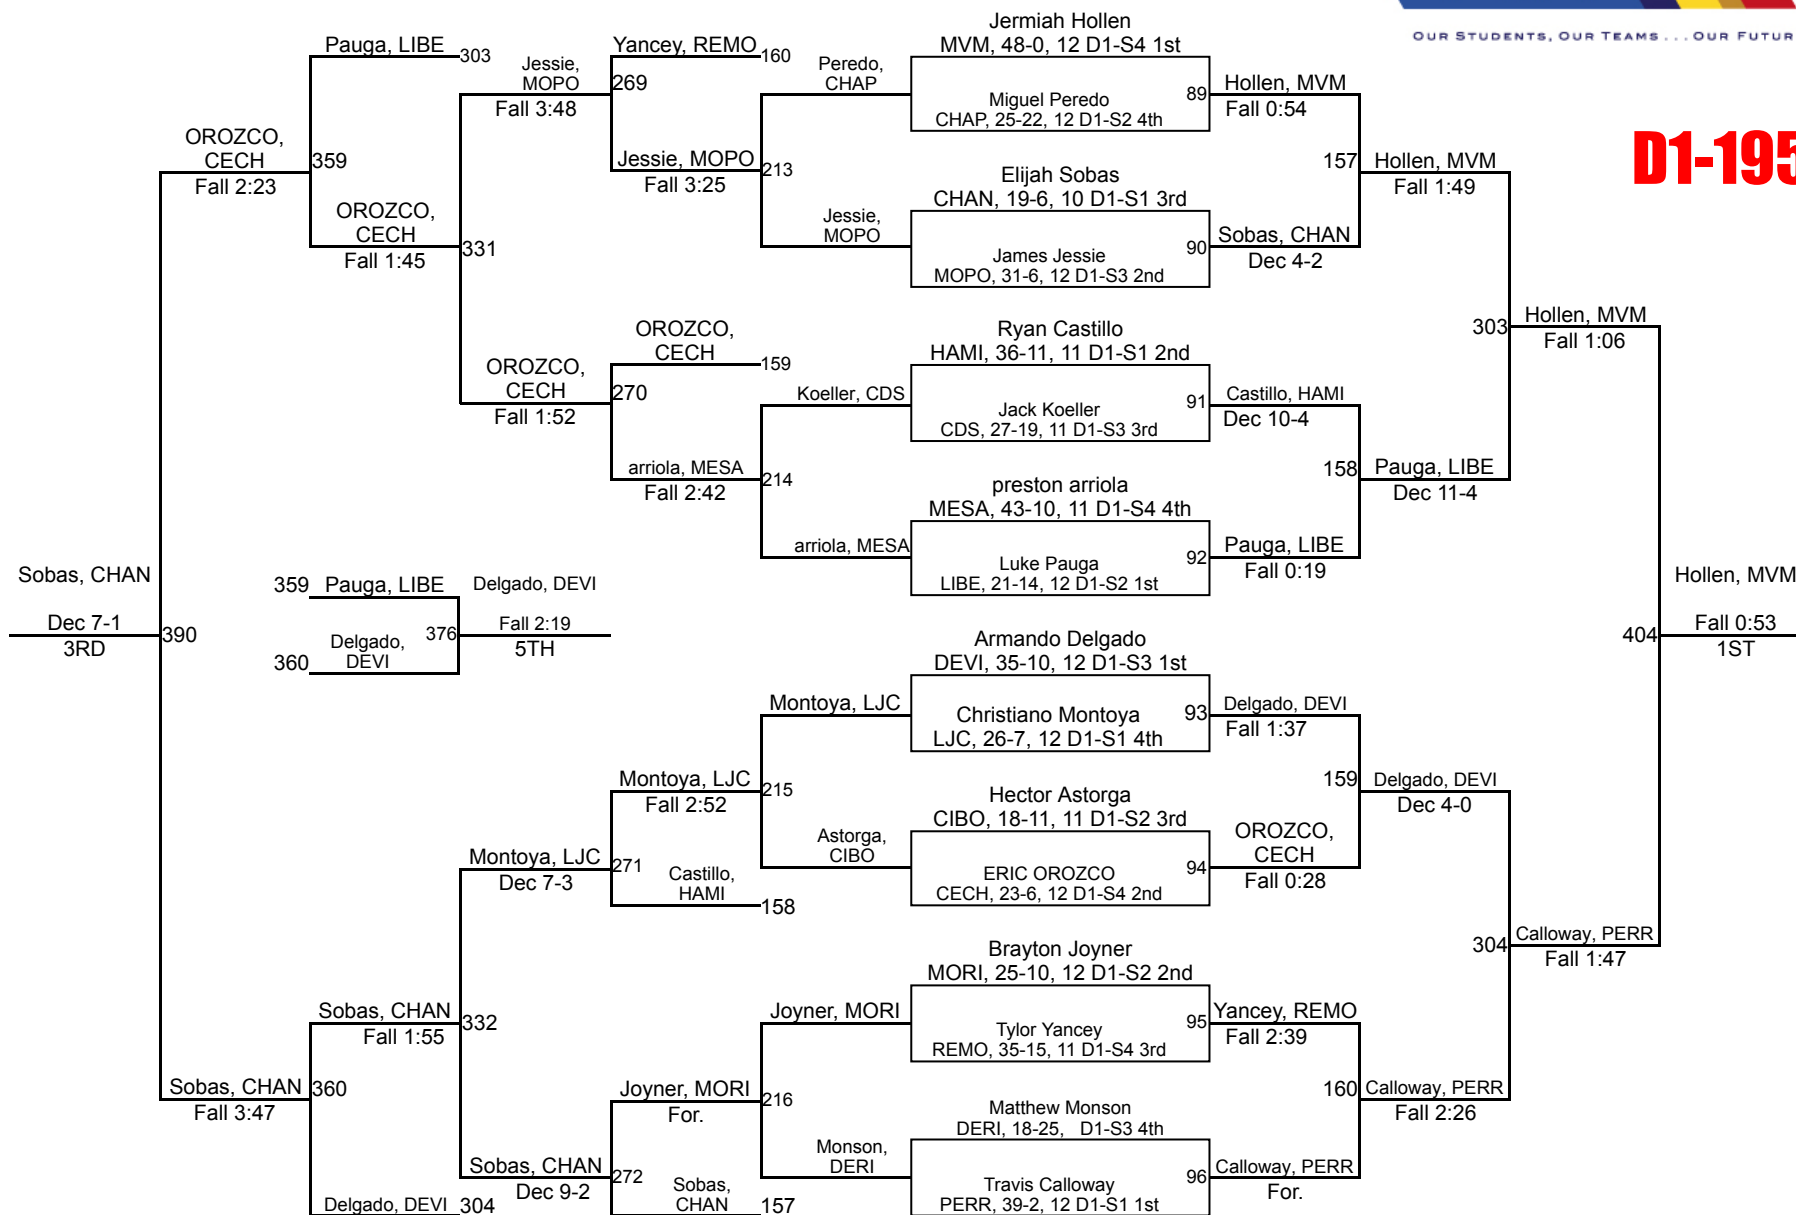 OUR STUDENTS, OUR TEAMS . . . OUR FUTUR
D1-195
Pauga, LIBE
303
Jessie,
MOPO
Fall 3:48
Yancey, REMO
160
269
Peredo,
CHAP
Jermiah Hollen
MVM, 48-0, 12 D1-S4 1st
Miguel Peredo
CHAP, 25-22, 12 D1-S2 4th
89
Hollen, MVM
Fall 0:54
OROZCO,
CECH
Fall 2:23
359
Jessie, MOPO
Fall 3:25
213
157
Hollen, MVM
Fall 1:49
Elijah Sobas
CHAN, 19-6, 10 D1-S1 3rd
James Jessie
MOPO, 31-6, 12 D1-S3 2nd
90
Sobas, CHAN
Dec 4-2
OROZCO,
CECH
Fall 1:45
331
Jessie,
MOPO
303
Hollen, MVM
Fall 1:06
OROZCO,
CECH
159
Ryan Castillo
HAMI, 36-11, 11 D1-S1 2nd
Jack Koeller
CDS, 27-19, 11 D1-S3 3rd
91
Castillo, HAMI
Dec 10-4
OROZCO,
CECH
Fall 1:52
270
Koeller, CDS
arriola, MESA
Fall 2:42
214
158
Pauga, LIBE
Dec 11-4
preston arriola
MESA, 43-10, 11 D1-S4 4th
Luke Pauga
LIBE, 21-14, 12 D1-S2 1st
92
Pauga, LIBE
Fall 0:19
arriola, MESA
Sobas, CHAN
Dec 7-1
3RD
390
359
Pauga, LIBE
360
Delgado,
DEVI
376
Delgado, DEVI
Fall 2:19
5TH
404
Hollen, MVM
Fall 0:53
1ST
Armando Delgado
DEVI, 35-10, 12 D1-S3 1st
Christiano Montoya
LJC, 26-7, 12 D1-S1 4th
93
Delgado, DEVI
Fall 1:37
Montoya, LJC
Montoya, LJC
Fall 2:52
215
159
Delgado, DEVI
Dec 4-0
Hector Astorga
CIBO, 18-11, 11 D1-S2 3rd
ERIC OROZCO
CECH, 23-6, 12 D1-S4 2nd
94
OROZCO,
CECH
Fall 0:28
Astorga,
CIBO
Montoya, LJC
Dec 7-3
271
Castillo,
HAMI
158
304
Calloway, PERR
Fall 1:47
Brayton Joyner
MORI, 25-10, 12 D1-S2 2nd
Tylor Yancey
REMO, 35-15, 11 D1-S4 3rd
95
Yancey, REMO
Fall 2:39
Sobas, CHAN
Fall 1:55
332
Joyner, MORI
Sobas, CHAN
Fall 3:47
360
Joyner, MORI
For.
216
160
Calloway, PERR
Fall 2:26
Matthew Monson
DERI, 18-25, D1-S3 4th
Travis Calloway
PERR, 39-2, 12 D1-S1 1st
96
Calloway, PERR
For.
Monson,
DERI
Sobas, CHAN
Dec 9-2
272
Sobas,
CHAN
157
Delgado, DEVI
304